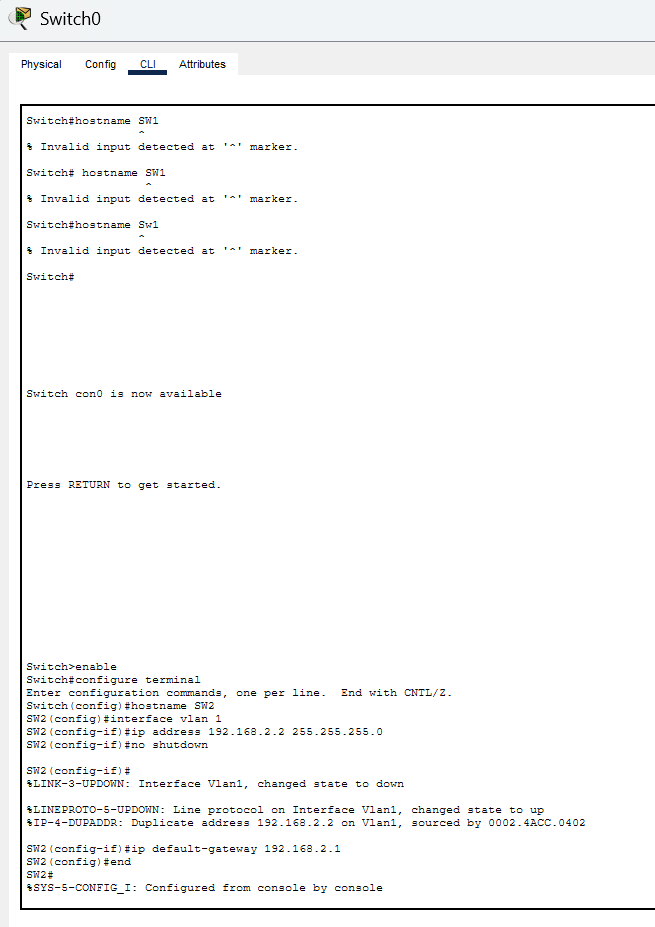 Switch0
Physical Config CLI Attributes
Switch#hostname SW1
^
% Invalid input detected at '^' marker.
Switch# hostname SW1
^
% Invalid input detected at '^' marker.
Switch#hostname Sw1
^
% Invalid input detected at '^' marker.
Switch#
Switch con0 is now available
Press RETURN to get started.
Switch>enable
Switch#configure terminal
Enter configuration commands, one per line.  End with CNTL/Z.
Switch(config)#hostname SW2
SW2(config)#interface vlan 1
SW2(config-if)#ip address 192.168.2.2 255.255.255.0
SW2(config-if)#no shutdown
SW2(config-if)#
%LINK-3-UPDOWN: Interface Vlan1, changed state to down
%LINEPROTO-5-UPDOWN: Line protocol on Interface Vlan1, changed state to up
%IP-4-DUPADDR: Duplicate address 192.168.2.2 on Vlan1, sourced by 0002.4ACC.0402
SW2(config-if)#ip default-gateway 192.168.2.1
SW2(config)#end
SW2#
%SYS-5-CONFIG_I: Configured from console by console